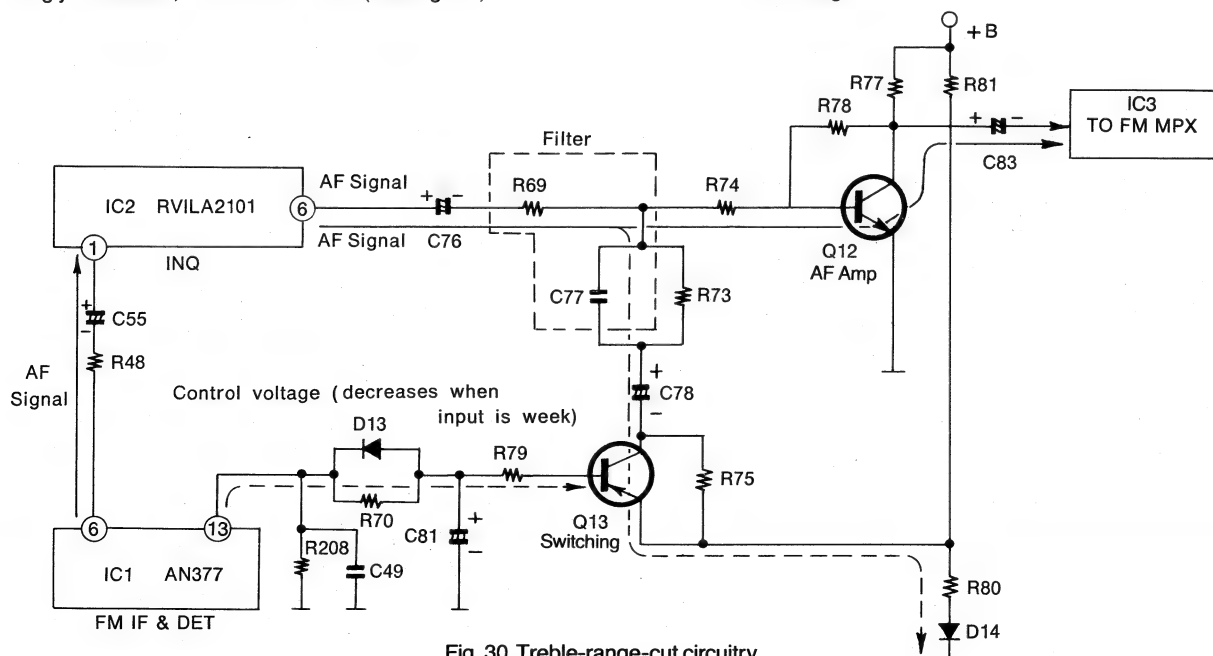 +B
R77
R81
R78
IC3
TO FM MPX
+ -
C83
Filter
AF Signal
R69
R74
IC2 RVILA2101
6
+ -
AF Signal
C76
1
INQ
Q12
AF Amp
C77
R73
+
C55
-
R48
AF
Signal
+
C78
-
Control voltage (decreases when
input is week)
D13
R79
R75
R70
Q13
Switching
C81
+
-
6
13
R208
C49
IC1 AN377
R80
FM IF & DET
D14
Fig. 30 Treble-range-cut circuitry